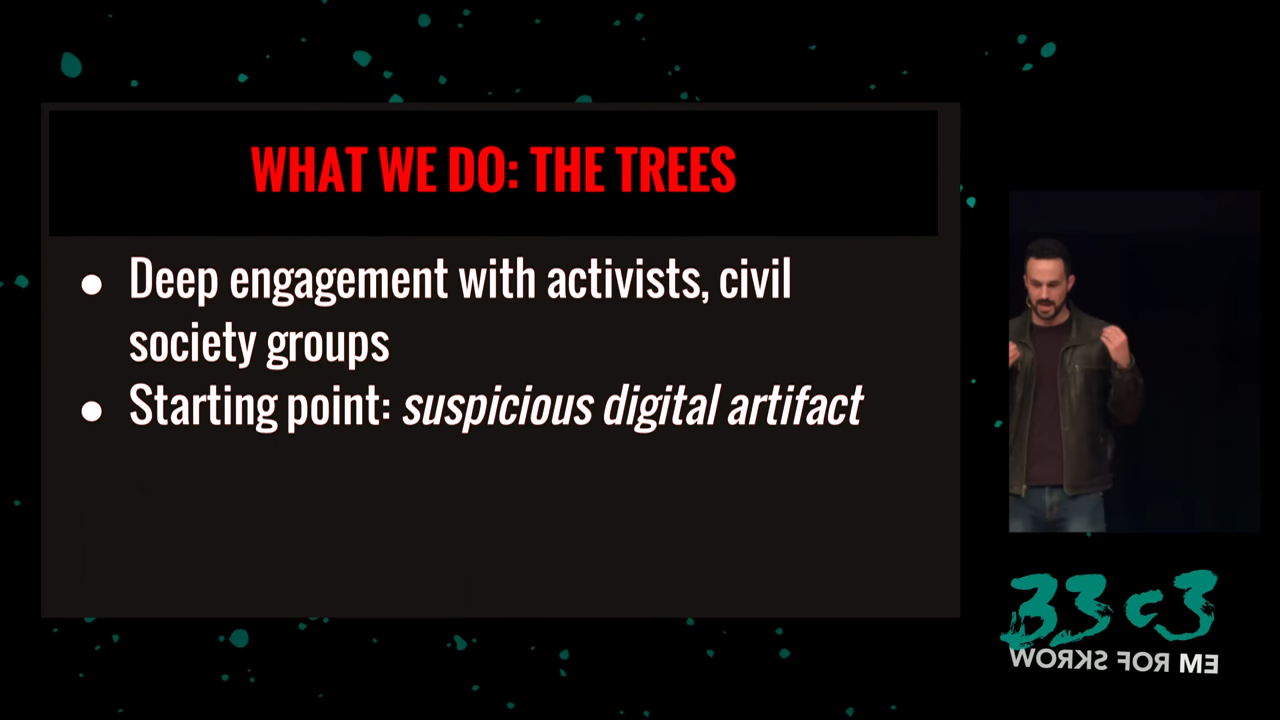 WHAT WE DO: THE TREES
● Deep engagement with activists, civil
society groups
● Starting point: suspicious digital artifact
33c3
WORKS FOR ME